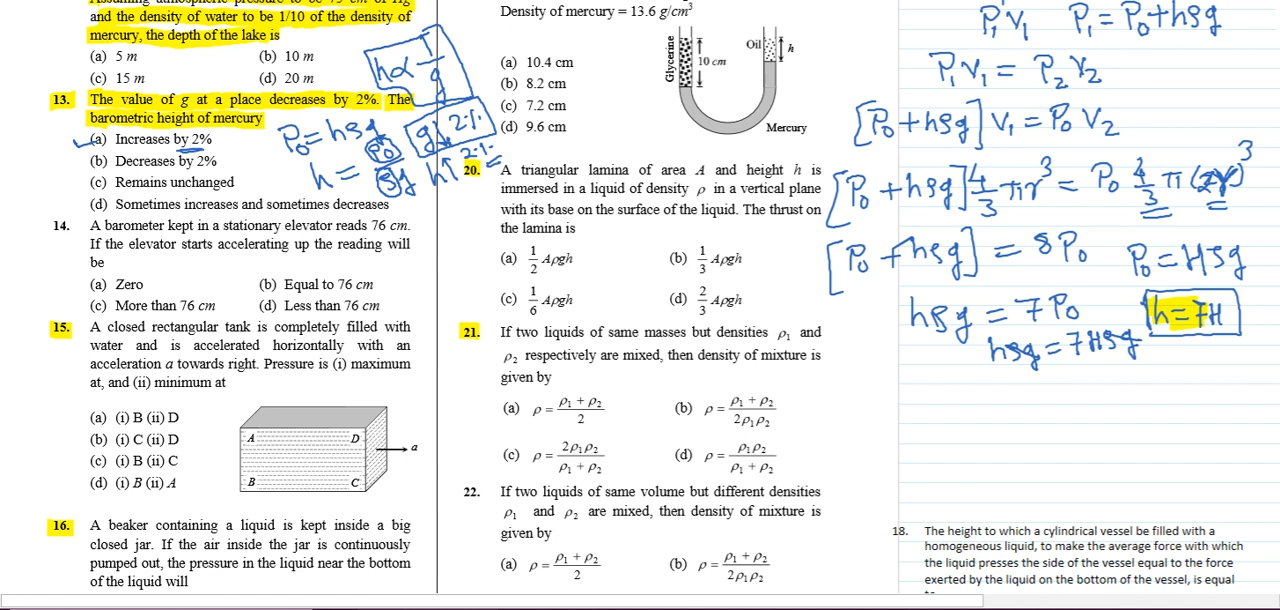 Assuming atmospheric pressure to be 75 cm of Hg
and the density of water to be 1/10 of the density of
mercury, the depth of the lake is
(a) 5 m (b) 10 m
(c) 15 m (d) 20 m
h∝ 1/g
13. The value of g at a place decreases by 2%. The
barometric height of mercury
(a) Increases by 2%
(b) Decreases by 2%
(c) Remains unchanged
(d) Sometimes increases and sometimes decreases
P₀=hρg
g↓ 2%
h = P₀/ρg
h↑ 2%
14. A barometer kept in a stationary elevator reads 76 cm.
If the elevator starts accelerating up the reading will
be
(a) Zero (b) Equal to 76 cm
(c) More than 76 cm (d) Less than 76 cm
15. A closed rectangular tank is completely filled with
water and is accelerated horizontally with an
acceleration a towards right. Pressure is (i) maximum
at, and (ii) minimum at
(a) (i) B (ii) D
(b) (i) C (ii) D
(c) (i) B (ii) C
(d) (i) B (ii) A
A D
a
B C
16. A beaker containing a liquid is kept inside a big
closed jar. If the air inside the jar is continuously
pumped out, the pressure in the liquid near the bottom
of the liquid will
Density of mercury = 13.6 g/cm³
(a) 10.4 cm
(b) 8.2 cm
(c) 7.2 cm
(d) 9.6 cm
Glycerine
10 cm
Oil
h
Mercury
20. A triangular lamina of area A and height h is
immersed in a liquid of density ρ in a vertical plane
with its base on the surface of the liquid. The thrust on
the lamina is
(a) 1/2 Aρgh (b) 1/3 Aρgh
(c) 1/6 Aρgh (d) 2/3 Aρgh
21. If two liquids of same masses but densities ρ₁ and
ρ₂ respectively are mixed, then density of mixture is
given by
(a) ρ = (ρ₁ + ρ₂)/2 (b) ρ = (ρ₁ + ρ₂)/2ρ₁ρ₂
(c) ρ = 2ρ₁ρ₂/(ρ₁ + ρ₂) (d) ρ = ρ₁ρ₂/(ρ₁ + ρ₂)
22. If two liquids of same volume but different densities
ρ₁ and ρ₂ are mixed, then density of mixture is
given by
(a) ρ = (ρ₁ + ρ₂)/2 (b) ρ = (ρ₁ + ρ₂)/2ρ₁ρ₂
P₁V₁ P₁ = P₀+hρg
P₁V₁ = P₂V₂
[P₀+hρg] V₁ = P₀V₂
[P₀+hρg] 4/3 πr³ = P₀ 4/3 π(2r)³
[P₀+hρg] = 8P₀ P₀ = Hρg
hρg = 7P₀ h = 7H
hρg = 7Hρg
18. The height to which a cylindrical vessel be filled with a
homogeneous liquid, to make the average force with which
the liquid presses the side of the vessel equal to the force
exerted by the liquid on the bottom of the vessel, is equal